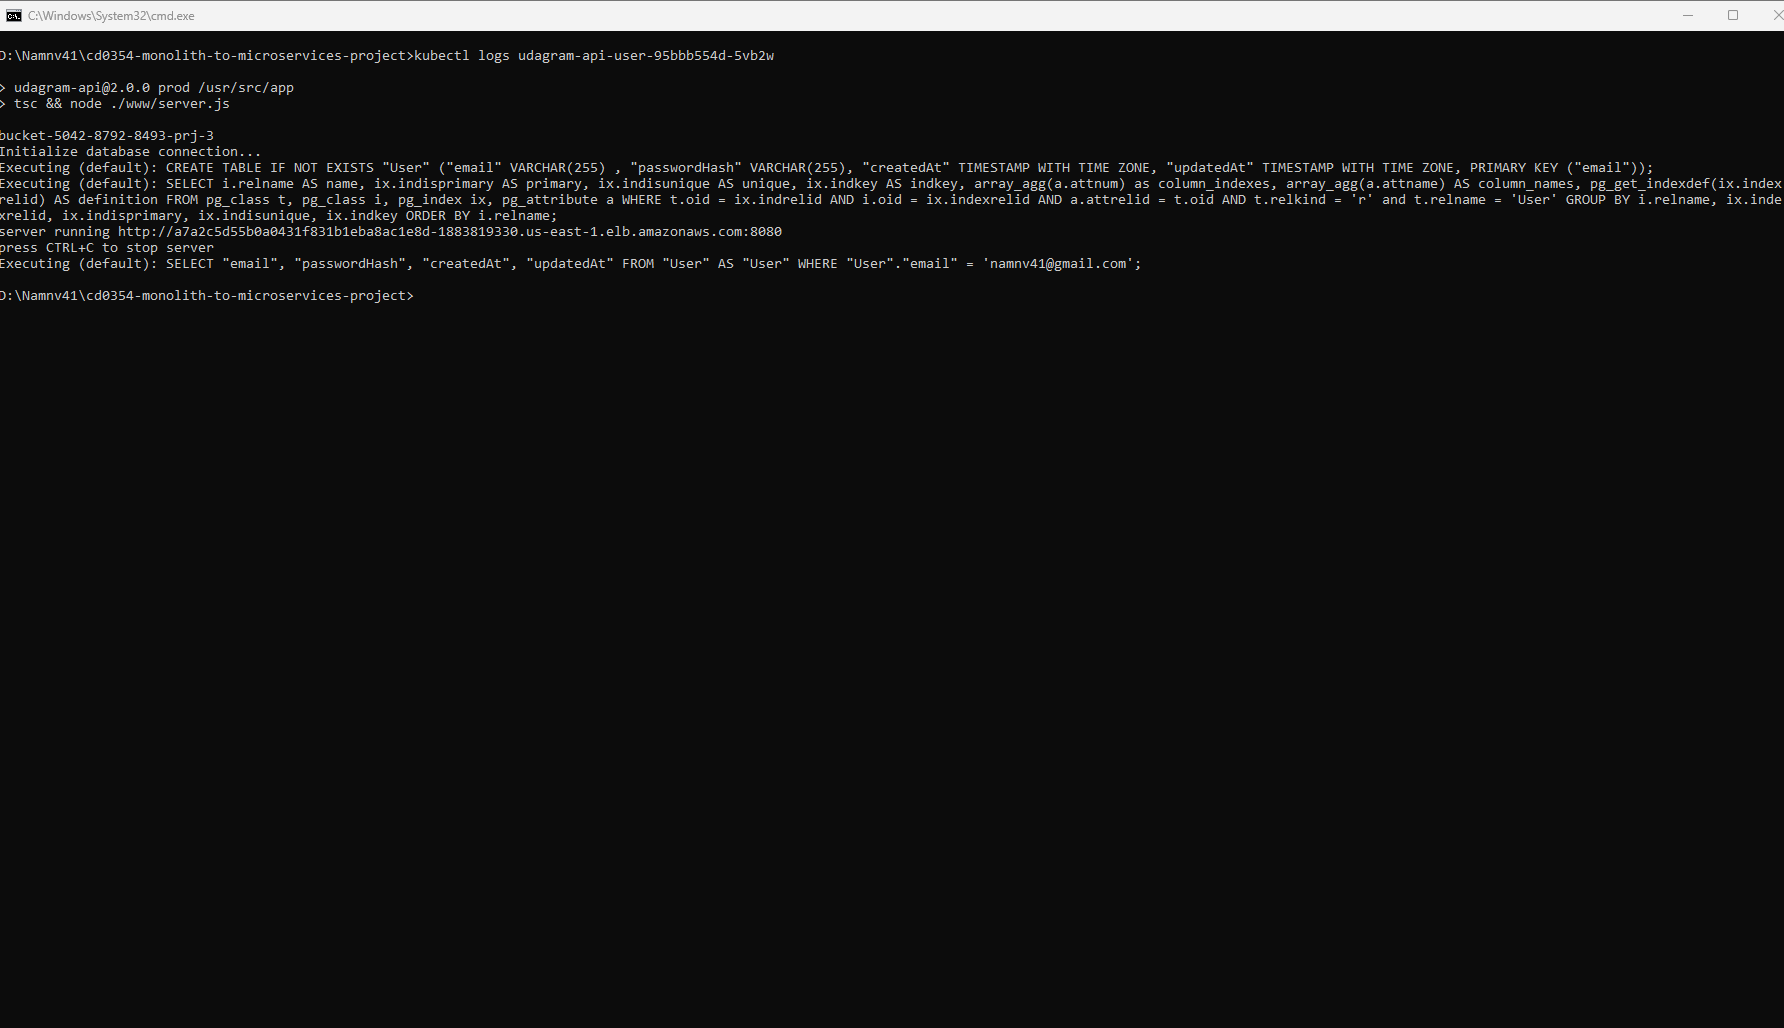 C:\Windows\System32\cmd.exe
D:\Namnv41\cd0354-monolith-to-microservices-project>kubectl logs udagram-api-user-95bbb554d-5vb2w
> udagram-api@2.0.0 prod /usr/src/app
> tsc && node ./www/server.js
bucket-5042-8792-8493-prj-3
Initialize database connection...
Executing (default): CREATE TABLE IF NOT EXISTS "User" ("email" VARCHAR(255) , "passwordHash" VARCHAR(255), "createdAt" TIMESTAMP WITH TIME ZONE, "updatedAt" TIMESTAMP WITH TIME ZONE, PRIMARY KEY ("email"));
Executing (default): SELECT i.relname AS name, ix.indisprimary AS primary, ix.indisunique AS unique, ix.indkey AS indkey, array_agg(a.attnum) as column_indexes, array_agg(a.attname) AS column_names, pg_get_indexdef(ix.index
relid) AS definition FROM pg_class t, pg_class i, pg_index ix, pg_attribute a WHERE t.oid = ix.indrelid AND i.oid = ix.indexrelid AND a.attrelid = t.oid AND t.relkind = 'r' and t.relname = 'User' GROUP BY i.relname, ix.inde
xrelid, ix.indisprimary, ix.indisunique, ix.indkey ORDER BY i.relname;
server running http://a7a2c5d55b0a0431f831b1eba8ac1e8d-1883819330.us-east-1.elb.amazonaws.com:8080
press CTRL+C to stop server
Executing (default): SELECT "email", "passwordHash", "createdAt", "updatedAt" FROM "User" AS "User" WHERE "User"."email" = 'namnv41@gmail.com';
D:\Namnv41\cd0354-monolith-to-microservices-project>